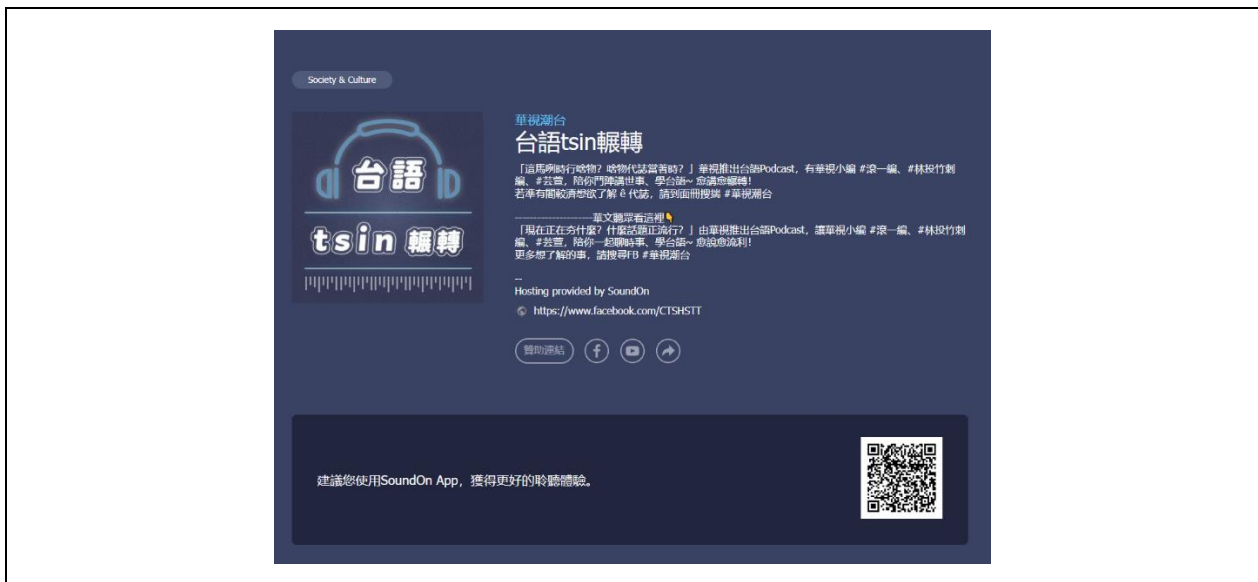 Society & Culture
台語
tsin 輾轉
華視潮台
台語tsin輾轉
「這馬咧時行啥物? 啥物代誌當著時? 」華視推出台語Podcast, 有華視小編 #滾一編、#林投竹刺
編、#芸萱, 陪你鬥陣講世事、學台語~ 愈講愈輾轉!
若準有閣較濟想欲了解 ê 代誌, 請到面冊搜揣 #華視潮台
華文聽眾看這裡👇
「現在正在夯什麼? 什麼話題正流行? 」由華視推出台語Podcast, 讓華視小編 #滾一編、#林投竹刺
編、#芸萱, 陪你一起聊時事、學台語~ 愈說愈流利!
更多想了解的事, 請搜尋FB #華視潮台
--
Hosting provided by SoundOn
https://www.facebook.com/CTSHSTT
贊助連結
建議您使用SoundOn App, 獲得更好的聆聽體驗。